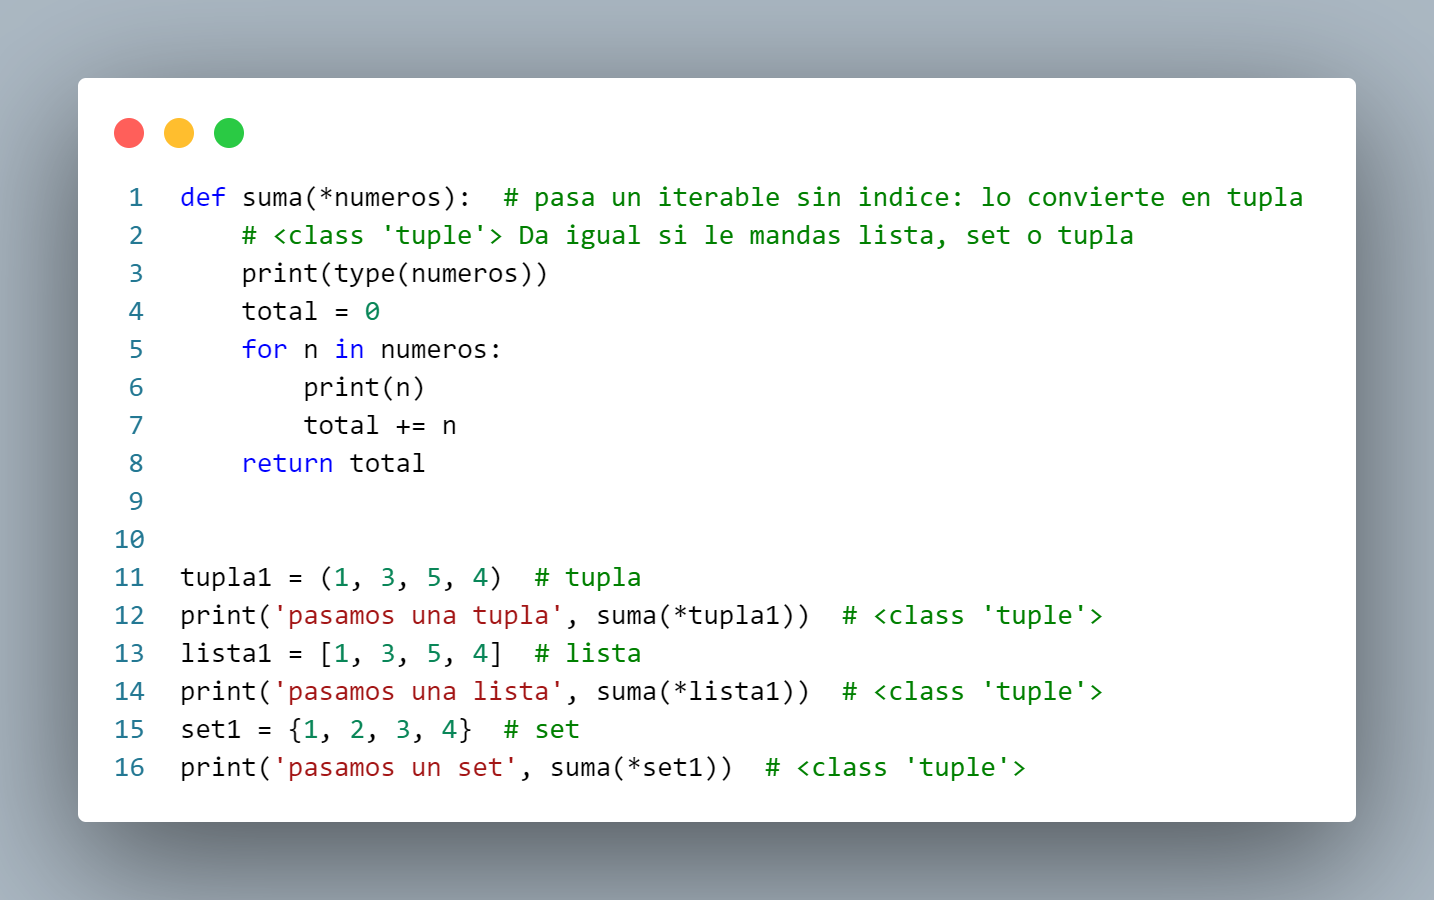 1 def suma(*numeros):  # pasa un iterable sin indice: lo convierte en tupla
2     # <class 'tuple'> Da igual si le mandas lista, set o tupla
3     print(type(numeros))
4     total = 0
5     for n in numeros:
6         print(n)
7         total += n
8     return total
9
10
11 tupla1 = (1, 3, 5, 4)  # tupla
12 print('pasamos una tupla', suma(*tupla1))  # <class 'tuple'>
13 lista1 = [1, 3, 5, 4]  # lista
14 print('pasamos una lista', suma(*lista1))  # <class 'tuple'>
15 set1 = {1, 2, 3, 4}  # set
16 print('pasamos un set', suma(*set1))  # <class 'tuple'>